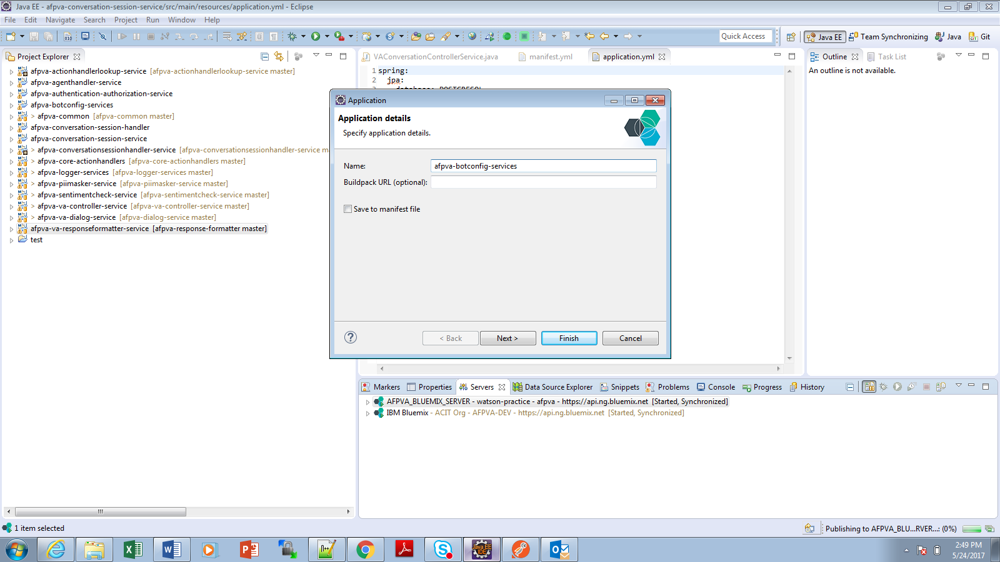 Java EE - afpva-conversation-session-service/src/main/resources/application.yml - Eclipse
File Edit Navigate Search Project Run Window Help
Quick Access
Java EE
Team Synchronizing
Java
Git
Project Explorer
afpva-actionhandlerlookup-service [afpva-actionhandlerlookup-service master]
afpva-agenthandler-service
afpva-authentication-authorization-service
afpva-botconfig-services
> afpva-common [afpva-common master]
afpva-conversation-session-handler
afpva-conversation-session-service
> afpva-conversationsessionhandler-service [afpva-conversationsessionhandler-service m
> afpva-core-actionhandlers [afpva-core-actionhandlers master]
> afpva-logger-services [afpva-logger-services master]
> afpva-piimasker-service [afpva-piimasker-service master]
> afpva-sentimentcheck-service [afpva-sentimentcheck-service master]
> afpva-va-controller-service [afpva-va-controller-service master]
> afpva-va-dialog-service [afpva-dialog-service master]
afpva-va-responseformatter-service [afpva-response-formatter master]
test
VAConversationControllerService.java
manifest.yml
application.yml
1 spring:
2 jpa:
3 database: POSTGRESQL
Outline
Task List
An outline is not available.
Application
Application details
Specify application details.
Name: afpva-botconfig-services
Buildpack URL (optional):
Save to manifest file
< Back
Next >
Finish
Cancel
Markers Properties Servers Data Source Explorer Snippets Problems Console Progress History
AFPVA_BLUEMIX_SERVER - watson-practice - afpva - https://api.ng.bluemix.net [Started, Synchronized]
IBM Bluemix - ACIT Org - AFPVA-DEV - https://api.ng.bluemix.net [Started, Synchronized]
1 item selected
Publishing to AFPVA_BLU...RVER...: (0%)
2:49 PM
5/24/2017